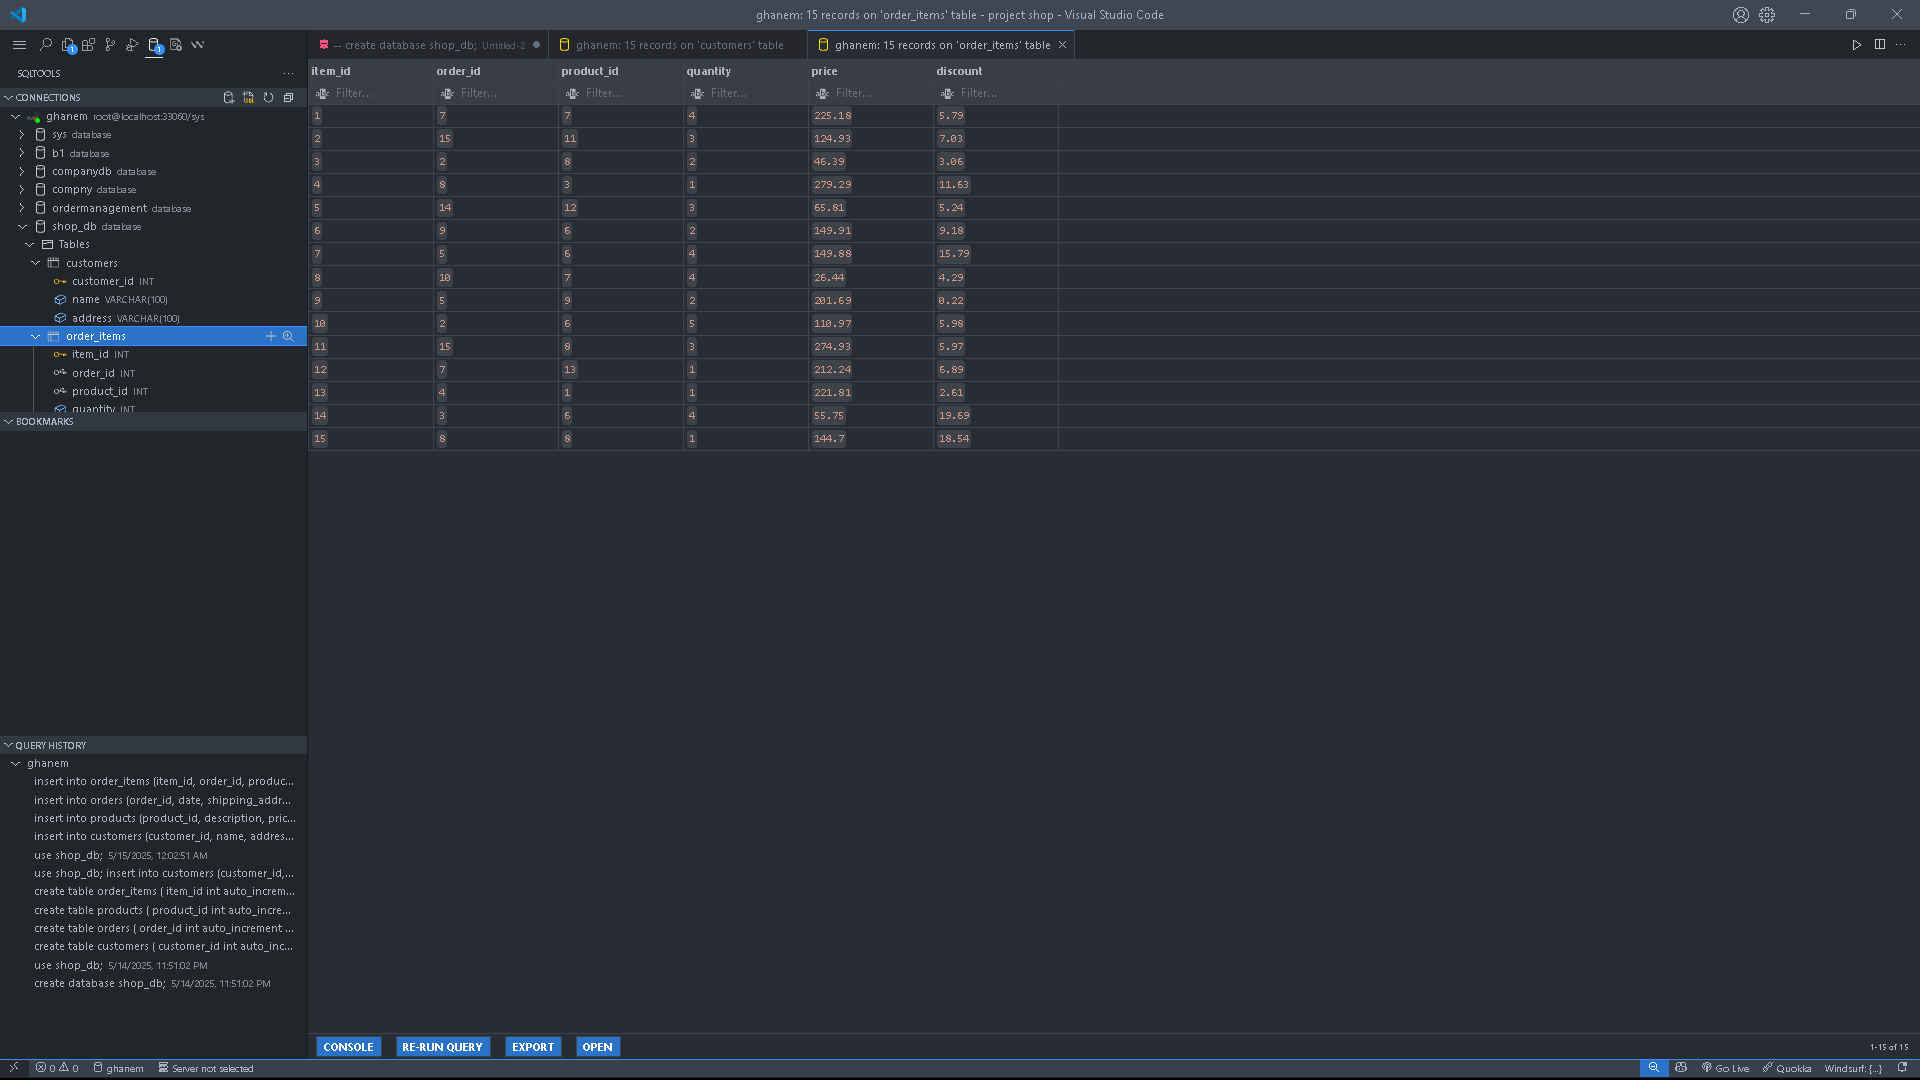 ghanem: 15 records on 'order_items' table - project shop - Visual Studio Code
1
1
-- create database shop_db; Untitled-2
ghanem: 15 records on 'customers' table
ghanem: 15 records on 'order_items' table
SQLTOOLS
CONNECTIONS
ghanem root@localhost:33060/sys
sys database
b1 database
companydb database
compny database
ordermanagement database
shop_db database
Tables
customers
customer_id INT
name VARCHAR(100)
address VARCHAR(100)
order_items
item_id INT
order_id INT
product_id INT
quantity INT
BOOKMARKS
QUERY HISTORY
ghanem
insert into order_items (item_id, order_id, produc...
insert into orders (order_id, date, shipping_addr...
insert into products (product_id, description, pric...
insert into customers (customer_id, name, addres...
use shop_db; 5/15/2025, 12:02:51 AM
use shop_db; insert into customers (customer_id,...
create table order_items ( item_id int auto_increm...
create table products ( product_id int auto_incre...
create table orders ( order_id int auto_increment ...
create table customers ( customer_id int auto_inc...
use shop_db; 5/14/2025, 11:51:02 PM
create database shop_db; 5/14/2025, 11:51:02 PM
item_id order_id product_id quantity price discount
Filter... Filter... Filter... Filter... Filter... Filter...
1 7 7 4 225.18 5.79
2 15 11 3 124.93 7.03
3 2 8 2 46.39 3.06
4 8 3 1 279.29 11.63
5 14 12 3 65.81 5.24
6 9 6 2 149.91 9.18
7 5 6 4 149.88 15.79
8 10 7 4 26.44 4.29
9 5 9 2 201.69 0.22
10 2 6 5 110.97 5.98
11 15 8 3 274.93 5.97
12 7 13 1 212.24 6.89
13 4 1 1 221.81 2.61
14 3 6 4 55.75 19.69
15 8 8 1 144.7 18.54
CONSOLE RE-RUN QUERY EXPORT OPEN
1-15 of 15
0 0 ghanem Server not selected
Go Live Quokka Windsurf: {...}